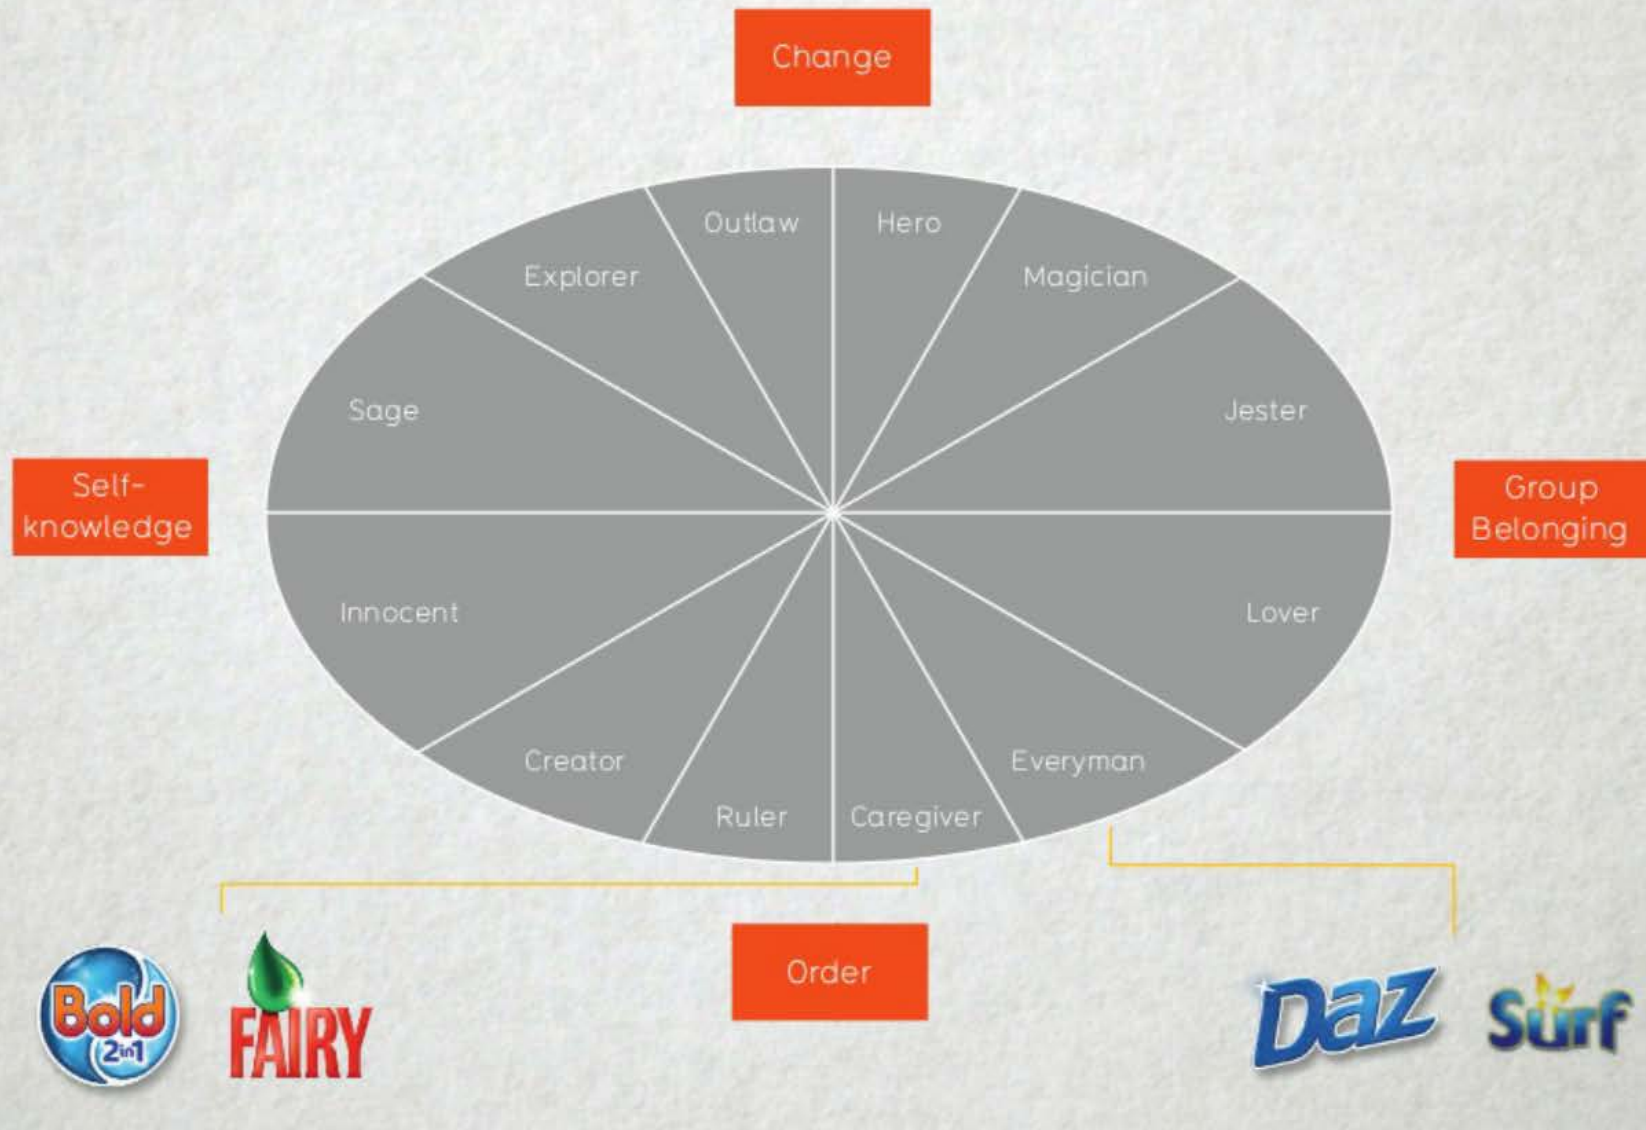 Change
Outlaw
Hero
Explorer
Magician
Sage
Jester
Self-
knowledge
Group
Belonging
Innocent
Lover
Creator
Everyman
Ruler
Caregiver
Order
Bold
2in1
FAIRY
Daz
Surf